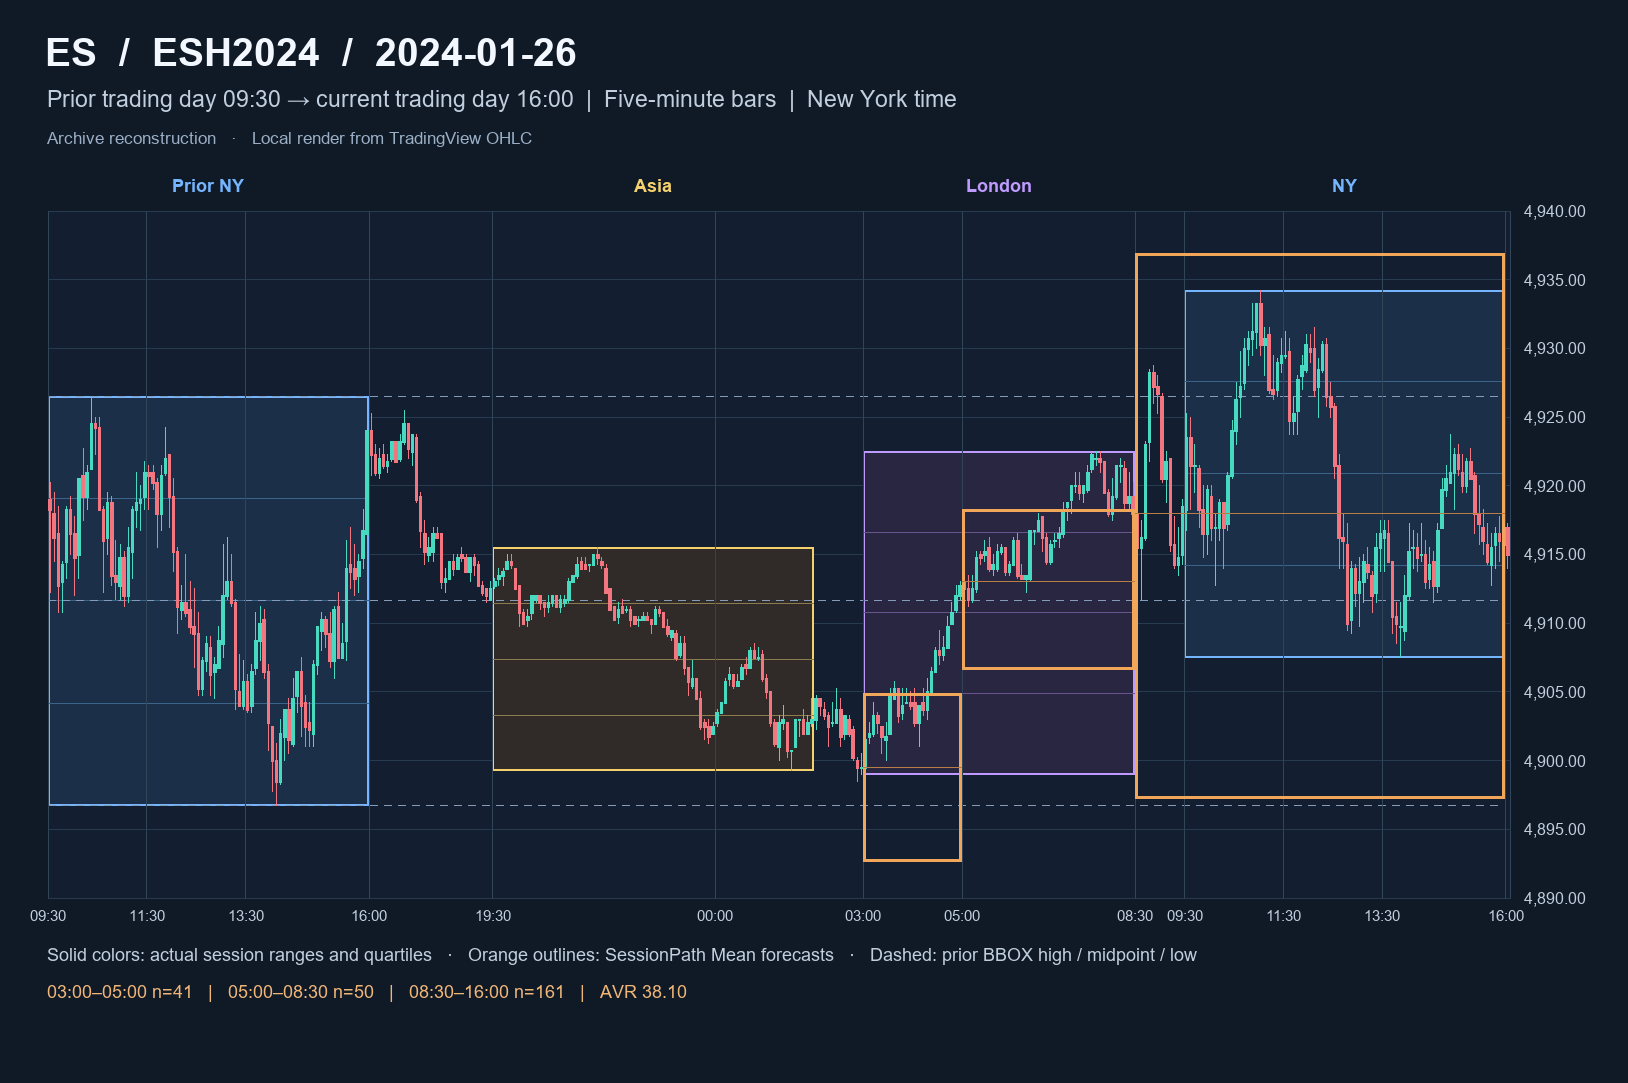 ES / ESH2024 / 2024-01-26
Prior trading day 09:30 → current trading day 16:00 | Five-minute bars | New York time
Archive reconstruction · Local render from TradingView OHLC
Prior NY Asia London NY
4,940.00
4,935.00
4,930.00
4,925.00
4,920.00
4,915.00
4,910.00
4,905.00
4,900.00
4,895.00
4,890.00
09:30 11:30 13:30 16:00 19:30 00:00 03:00 05:00 08:30 09:30 11:30 13:30 16:00
Solid colors: actual session ranges and quartiles · Orange outlines: SessionPath Mean forecasts · Dashed: prior BBOX high / midpoint / low
03:00–05:00 n=41 | 05:00–08:30 n=50 | 08:30–16:00 n=161 | AVR 38.10